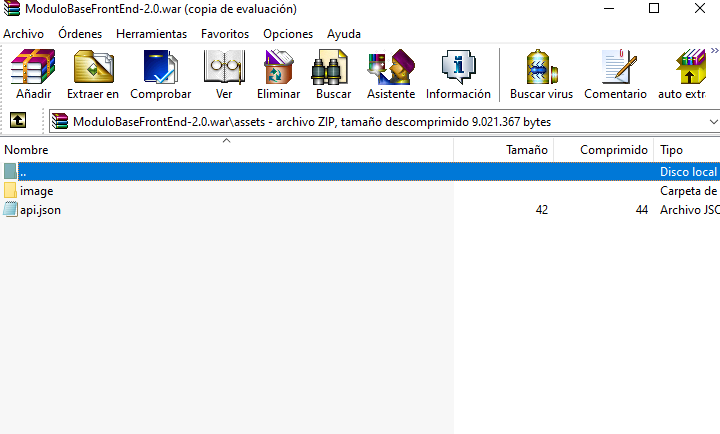 ModuloBaseFrontEnd-2.0.war (copia de evaluación)
Archivo Órdenes Herramientas Favoritos Opciones Ayuda
Añadir Extraer en Comprobar Ver Eliminar Buscar Asistente Información Buscar virus Comentario auto extr
ModuloBaseFrontEnd-2.0.war\assets - archivo ZIP, tamaño descomprimido 9.021.367 bytes
Nombre Tamaño Comprimido Tipo
.. Disco local
image Carpeta de
api.json 42 44 Archivo JSO